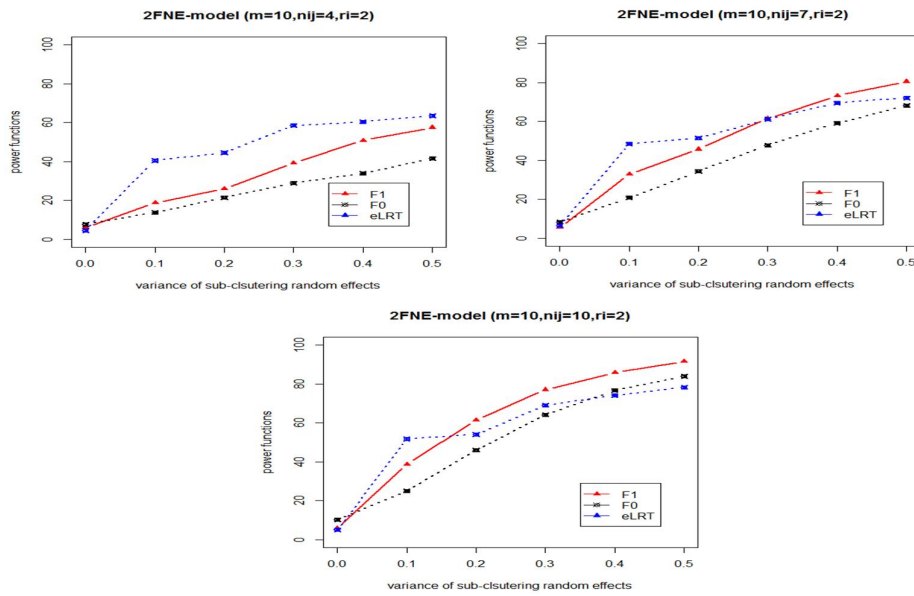 2FNE-model (m=10,nij=4,ri=2)
power functions
100
80
60
40
20
0
F1
F0
eLRT
0.0 0.1 0.2 0.3 0.4 0.5
variance of sub-clsutering random effects
2FNE-model (m=10,nij=7,ri=2)
power functions
100
80
60
40
20
0
F1
F0
eLRT
0.0 0.1 0.2 0.3 0.4 0.5
variance of sub-clsutering random effects
2FNE-model (m=10,nij=10,ri=2)
power functions
100
80
60
40
20
0
F1
F0
eLRT
0.0 0.1 0.2 0.3 0.4 0.5
variance of sub-clsutering random effects